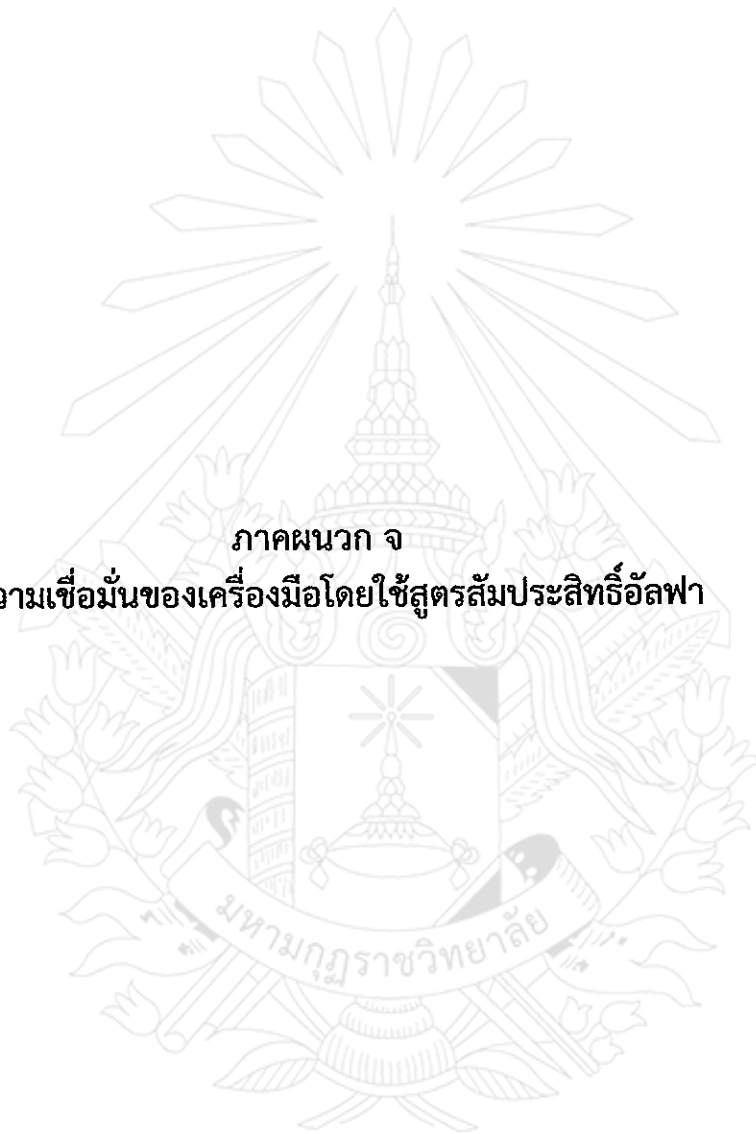 ภาคผนวก จ
ามเชื่อมั่นของเครื่องมือโดยใช้สูตรสัมประสิทธิ์อัลฟา
มหามกุฏราชวิทยาลัย